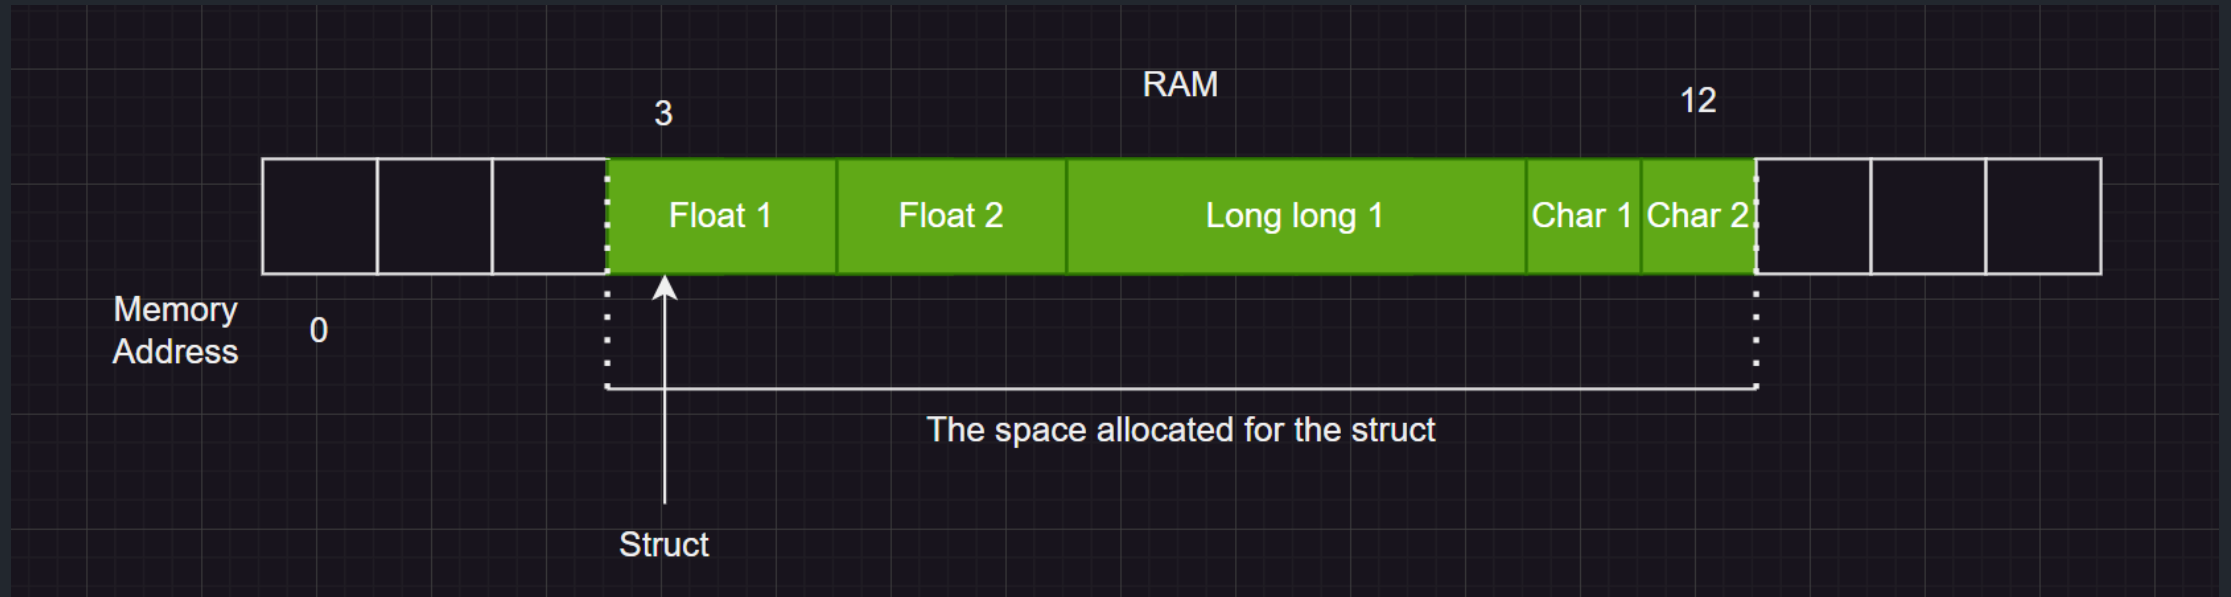 RAM
3
12
Float 1
Float 2
Long long 1
Char 1
Char 2
Memory
Address
0
The space allocated for the struct
Struct